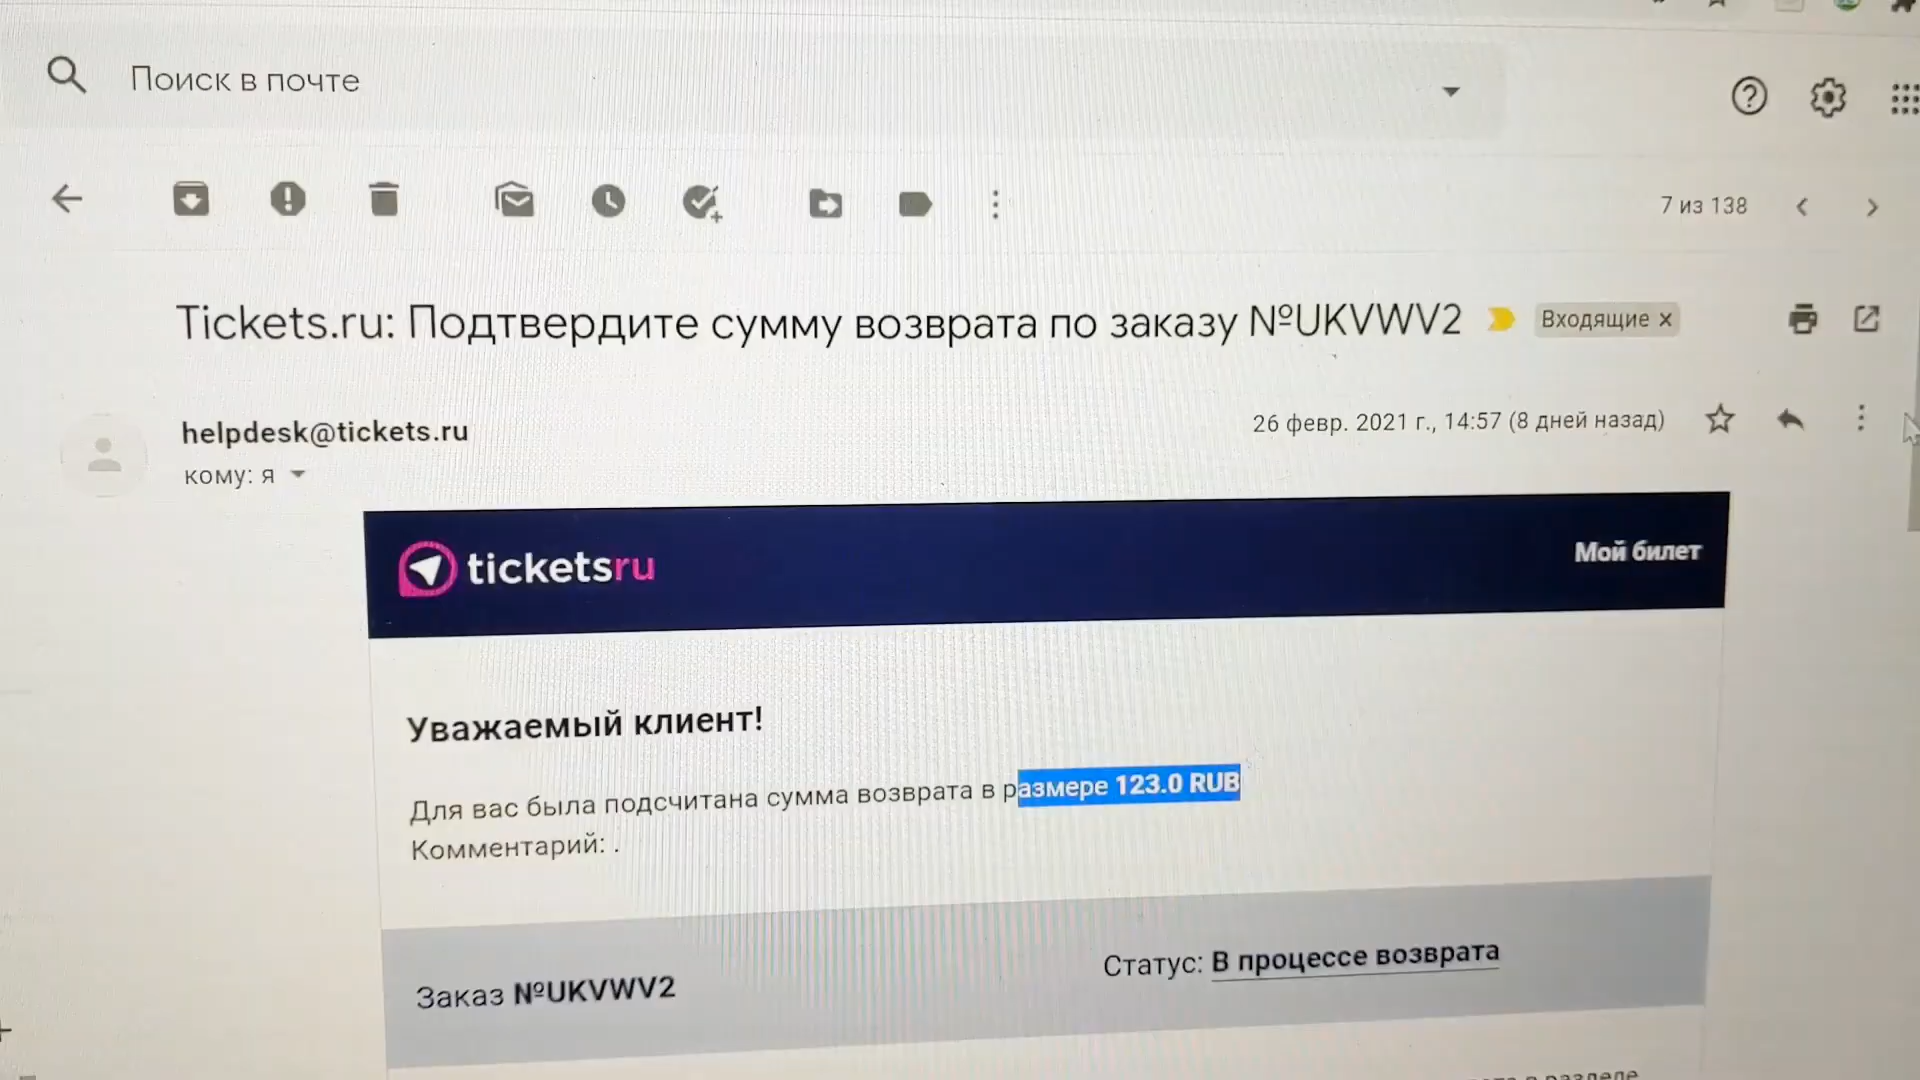 Поиск в почте
7 из 138
Tickets.ru: Подтвердите сумму возврата по заказу №UKVWV2
Входящие ×
helpdesk@tickets.ru
26 февр. 2021 г., 14:57 (8 дней назад)
кому: я
ticketsru
Мой билет
Уважаемый клиент!
Для вас была подсчитана сумма возврата в размере 123.0 RUB
Комментарий: .
Заказ №UKVWV2
Статус: В процессе возврата
в разделе